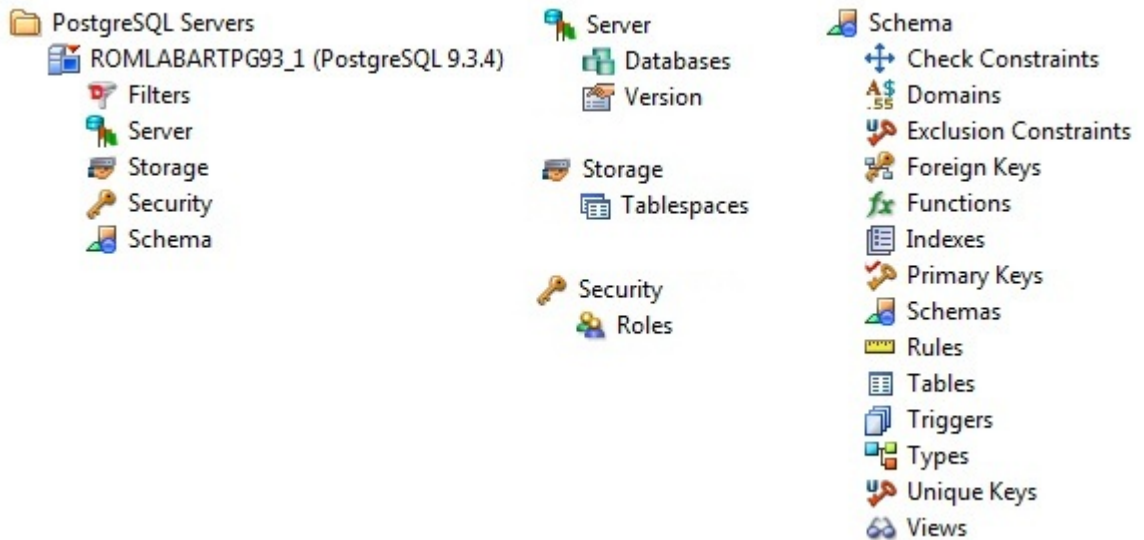 PostgreSQL Servers
ROMLABARTPG93_1 (PostgreSQL 9.3.4)
Filters
Server
Storage
Security
Schema
Server
Databases
Version
Storage
Tablespaces
Security
Roles
Schema
Check Constraints
Domains
Exclusion Constraints
Foreign Keys
Functions
Indexes
Primary Keys
Schemas
Rules
Tables
Triggers
Types
Unique Keys
Views